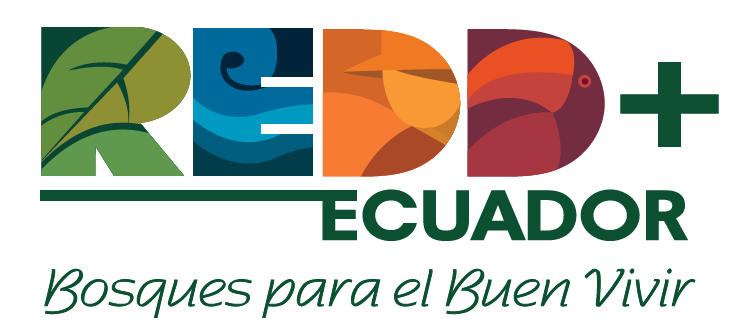 REDD+
ECUADOR
Bosques para el Buen Vivir